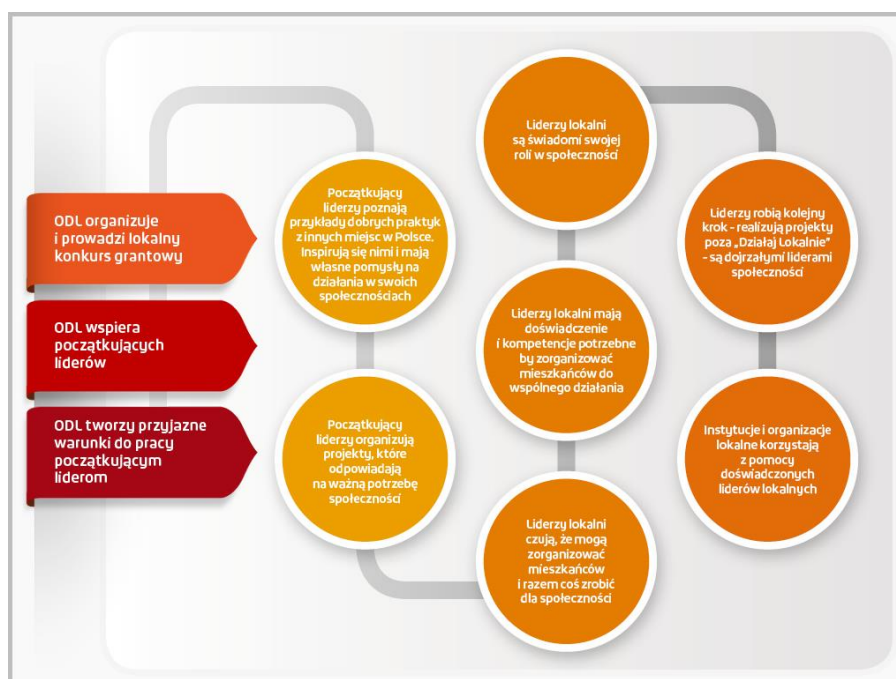 ODL organizuje
i prowadzi lokalny
konkurs grantowy
ODL wspiera
początkujących
liderów
ODL tworzy przyjazne
warunki do pracy
początkującym
liderom
Początkujący
liderzy poznają
przykłady dobrych praktyk
z innych miejsc w Polsce.
Inspirują się nimi i mają
własne pomysły na
działania w swoich
społecznościach
Początkujący
liderzy organizują
projekty, które
odpowiadają
na ważną potrzebę
społeczności
Liderzy lokalni
czują, że mogą
zorganizować
mieszkańców
i razem coś zrobić
dla społeczności
Liderzy lokalni mają
doświadczenie
i kompetencje potrzebne
by zorganizować
mieszkańców do
wspólnego działania
Liderzy lokalni
są świadomi swojej
roli w społeczności
Liderzy robią kolejny
krok - realizują projekty
poza „Działaj Lokalnie”
- są dojrzałymi liderami
społeczności
Instytucje i organizacje
lokalne korzystają
z pomocy
doświadczonych
liderów lokalnych